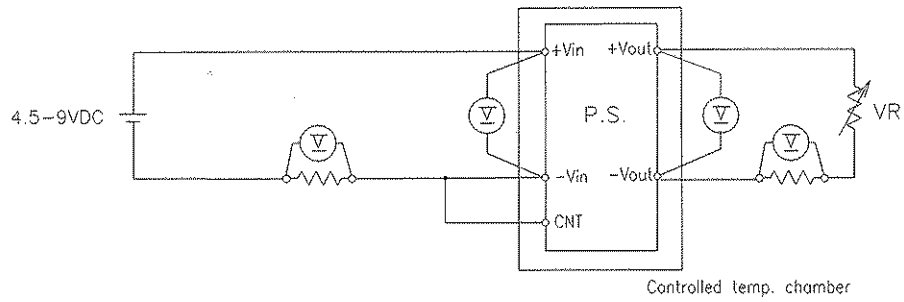 +Vin
+Vout
4.5-9VDC
V
P.S.
V
VR
V
V
-Vin
-Vout
CNT
Controlled temp. chamber